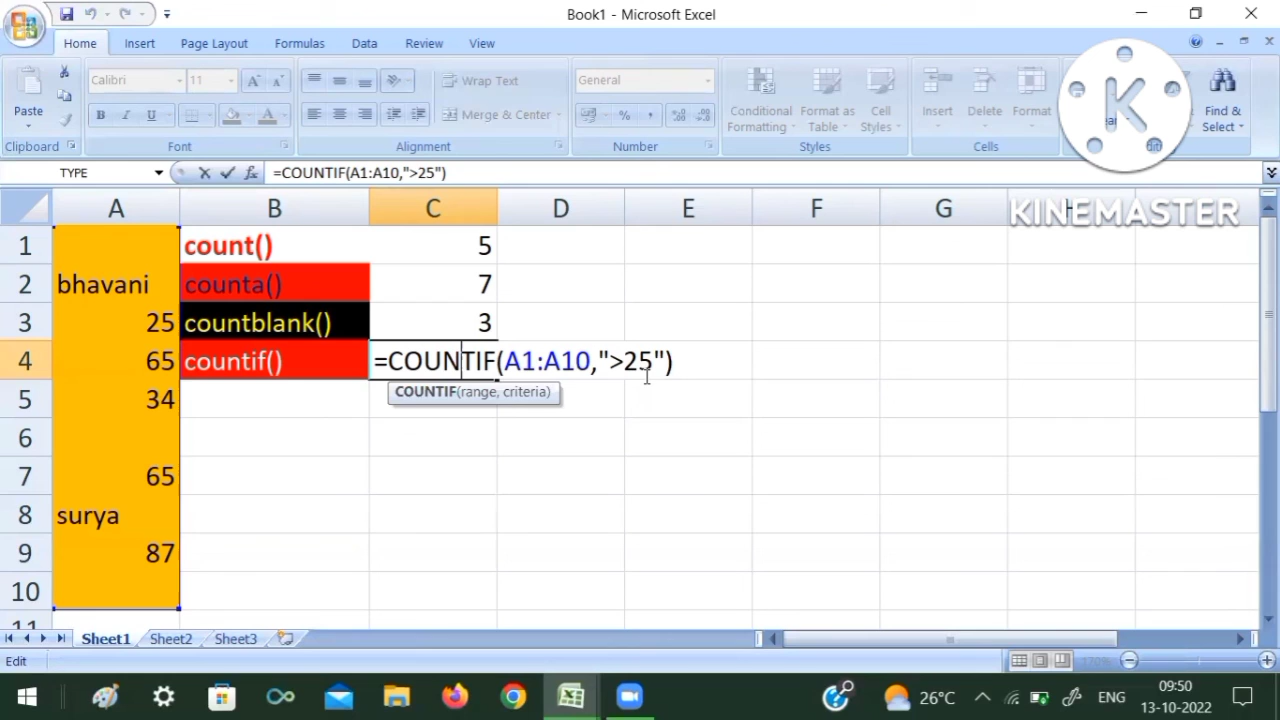 Book1 - Microsoft Excel
Home Insert Page Layout Formulas Data Review View
Paste
Calibri 11
Wrap Text
Merge & Center
General
Conditional Formatting
Format as Table
Cell Styles
Insert Delete Format
Find & Select
Clipboard Font Alignment Number Styles Cells
TYPE =COUNTIF(A1:A10,">25")
K
KINEMASTER
A B C D E F G H
1 count() 5
2 bhavani counta() 7
3 25 countblank() 3
4 65 countif() =COUNTIF(A1:A10,">25")
COUNTIF(range, criteria)
5 34
6
7 65
8 surya
9 87
10
11
Sheet1 Sheet2 Sheet3
Edit 170%
26°C ENG 09:50
13-10-2022